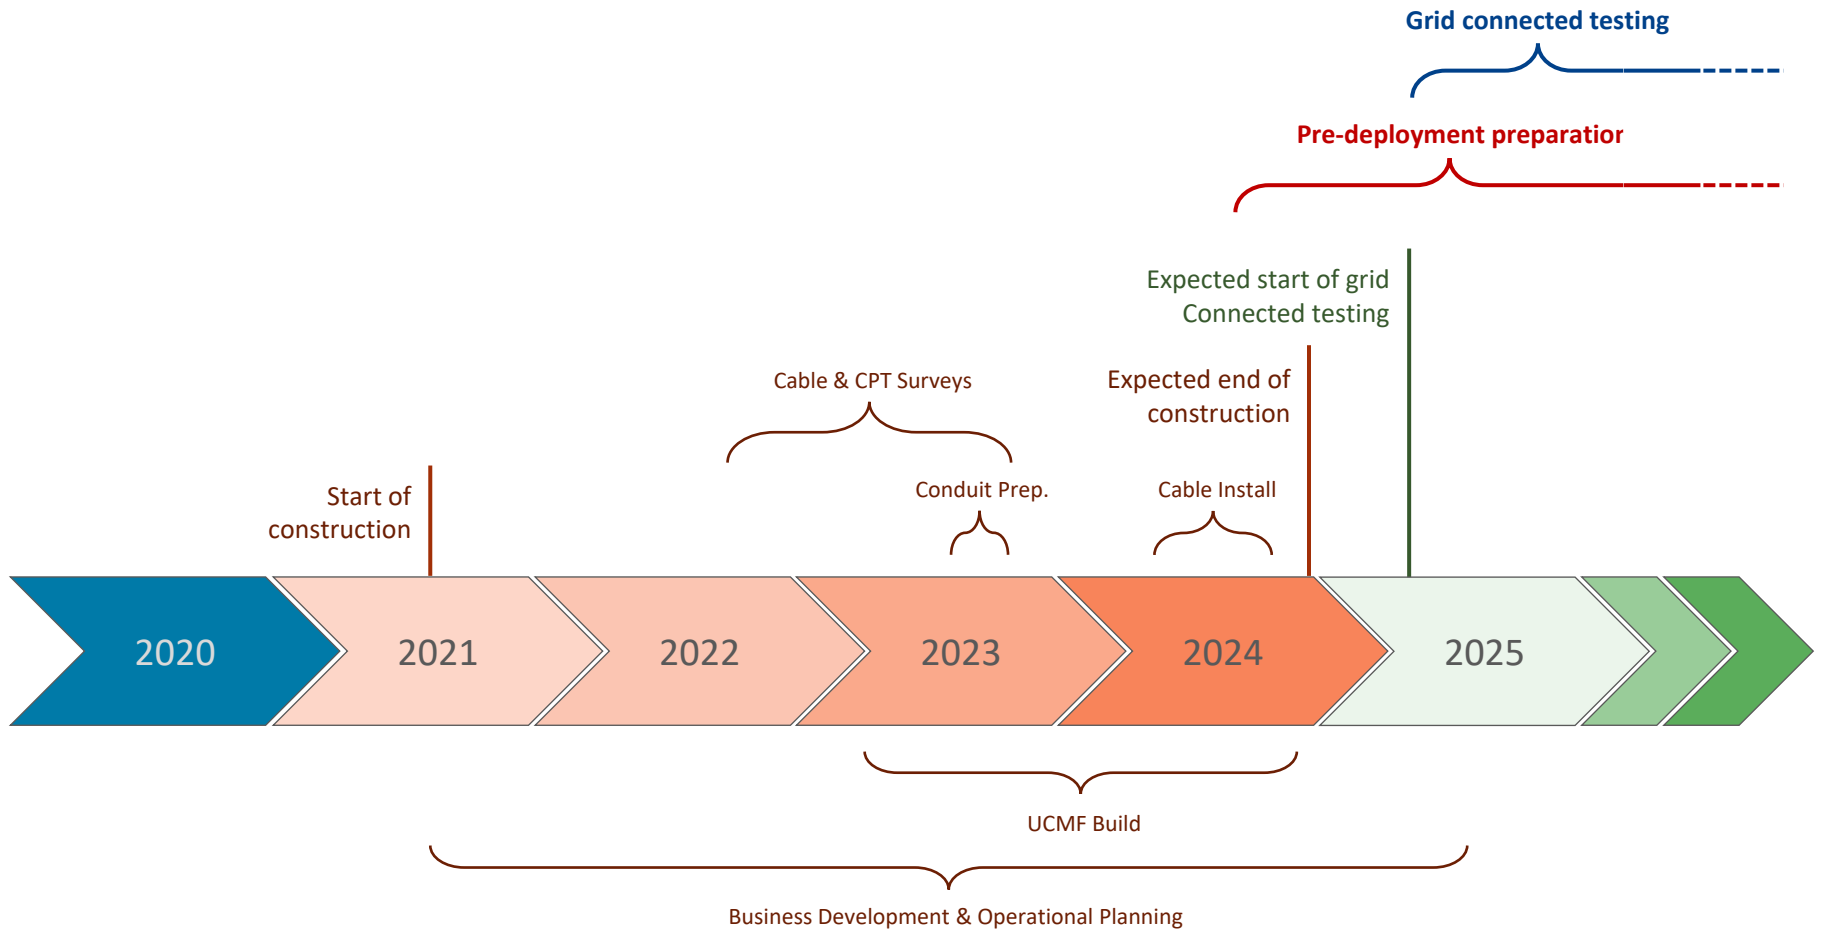 Grid connected testing
Pre-deployment preparation
Expected start of grid
Connected testing
Cable & CPT Surveys
Expected end of
construction
Start of
construction
Conduit Prep.
Cable Install
2020
2021
2022
2023
2024
2025
UCMF Build
Business Development & Operational Planning